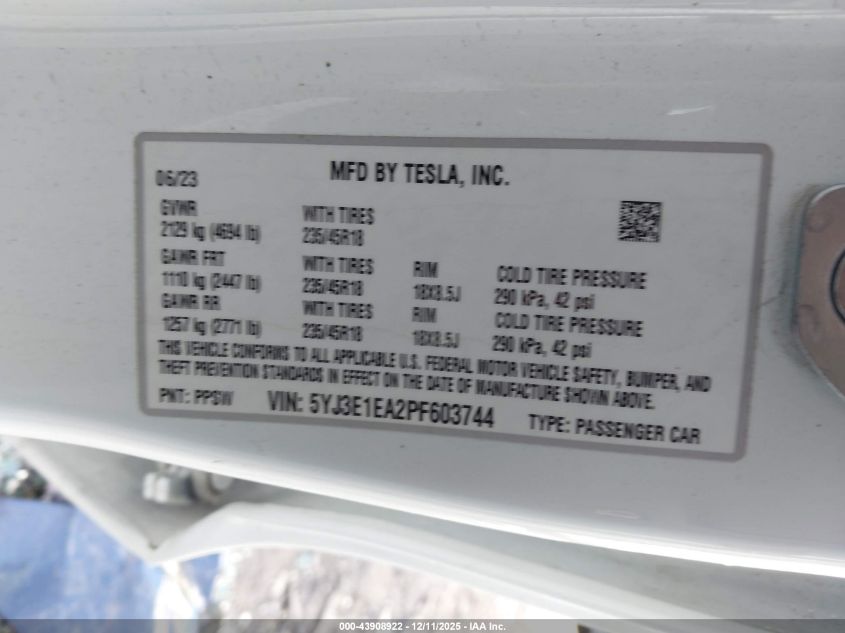 MFD BY TESLA, INC.
06/23
GVWR
2129 kg (4694 lb)
WITH TIRES
235/45R18
GAWR FRT
1110 kg (2447 lb)
WITH TIRES
235/45R18
RIM
18X8.5J
COLD TIRE PRESSURE
290 kPa, 42 psi
GAWR RR
1257 kg (2771 lb)
WITH TIRES
235/45R18
RIM
18X8.5J
COLD TIRE PRESSURE
290 kPa, 42 psi
THIS VEHICLE CONFORMS TO ALL APPLICABLE U.S. FEDERAL MOTOR VEHICLE SAFETY, BUMPER, AND
THEFT PREVENTION STANDARDS IN EFFECT ON THE DATE OF MANUFACTURE SHOWN ABOVE.
PNT: PPSW
VIN: 5YJ3E1EA2PF603744
TYPE: PASSENGER CAR
000-43908922 - 12/11/2025 - IAA Inc.